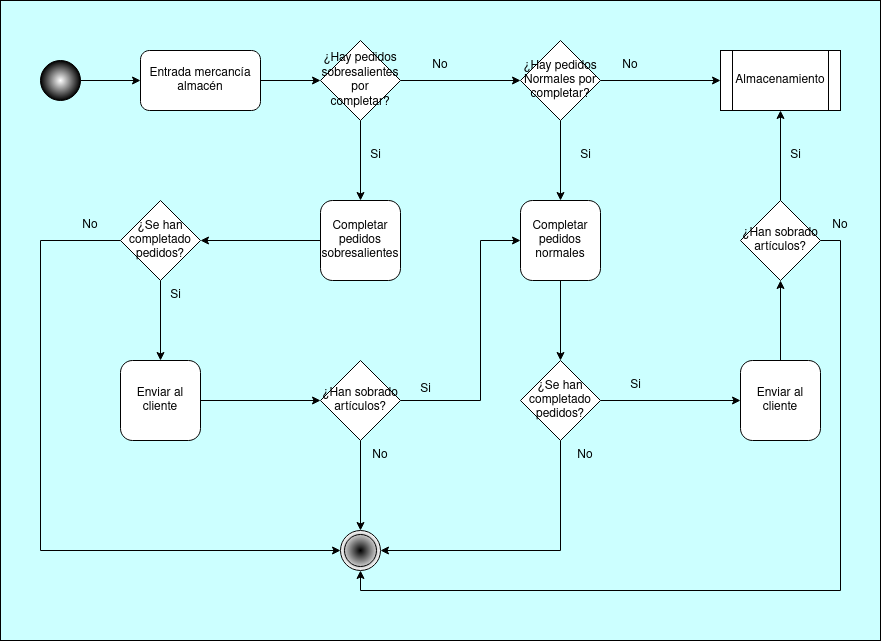 Entrada mercancía
almacén
¿Hay pedidos
sobresalientes
por
completar?
No
¿Hay pedidos
Normales por
completar?
No
Almacenamiento
Si
Si
Si
No
¿Se han
completado
pedidos?
Completar
pedidos
sobresalientes
Completar
pedidos
normales
¿Han sobrado
artículos?
No
Si
Enviar al
cliente
¿Han sobrado
artículos?
Si
¿Se han
completado
pedidos?
Si
Enviar al
cliente
No
No